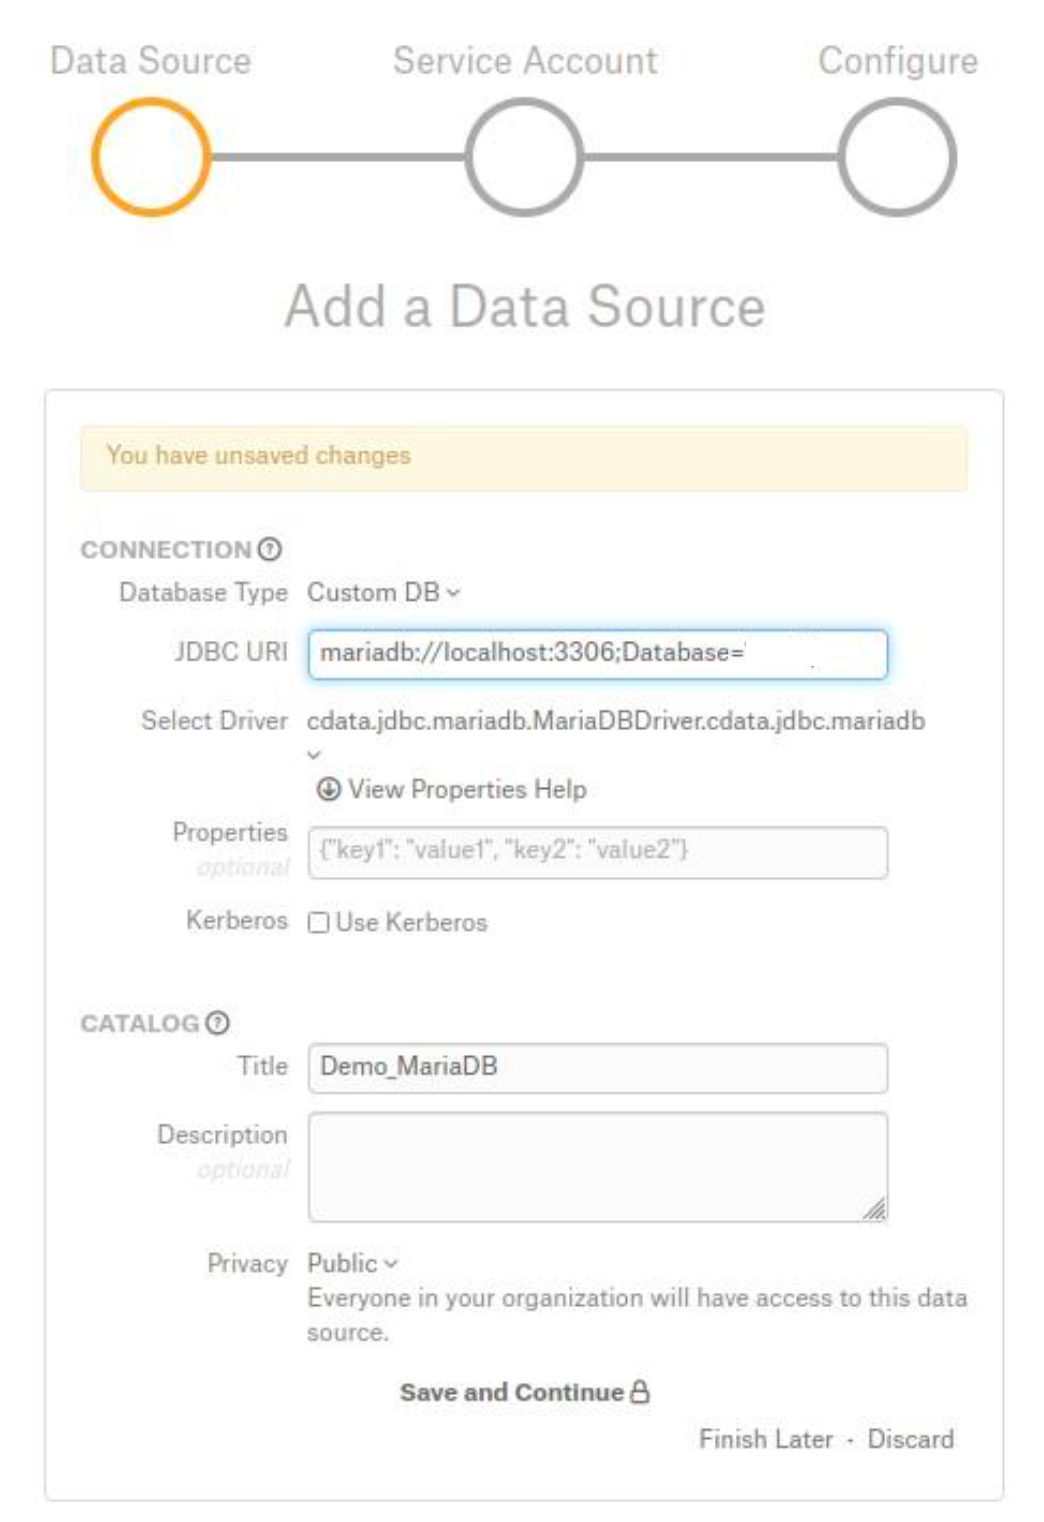 Data Source Service Account Configure
Add a Data Source
You have unsaved changes
CONNECTION ?
Database Type Custom DB
JDBC URI mariadb://localhost:3306;Database=
Select Driver cdata.jdbc.mariadb.MariaDBDriver.cdata.jdbc.mariadb
View Properties Help
Properties {"key1": "value1", "key2": "value2"}
optional
Kerberos Use Kerberos
CATALOG ?
Title Demo_MariaDB
Description
optional
Privacy Public
Everyone in your organization will have access to this data
source.
Save and Continue
Finish Later - Discard